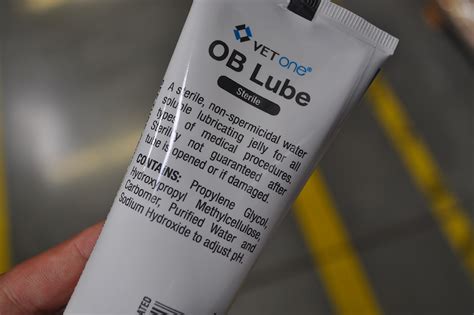 VETone®
OB Lube
Sterile
A sterile, non-spermicidal water
soluble lubricating jelly for all
types of medical procedures.
Sterility not guaranteed after
tube is opened or if damaged.
CONTAINS: Propylene Glycol,
Hydroxypropyl Methylcellulose,
Carbomer, Purified Water and
Sodium Hydroxide to adjust pH.